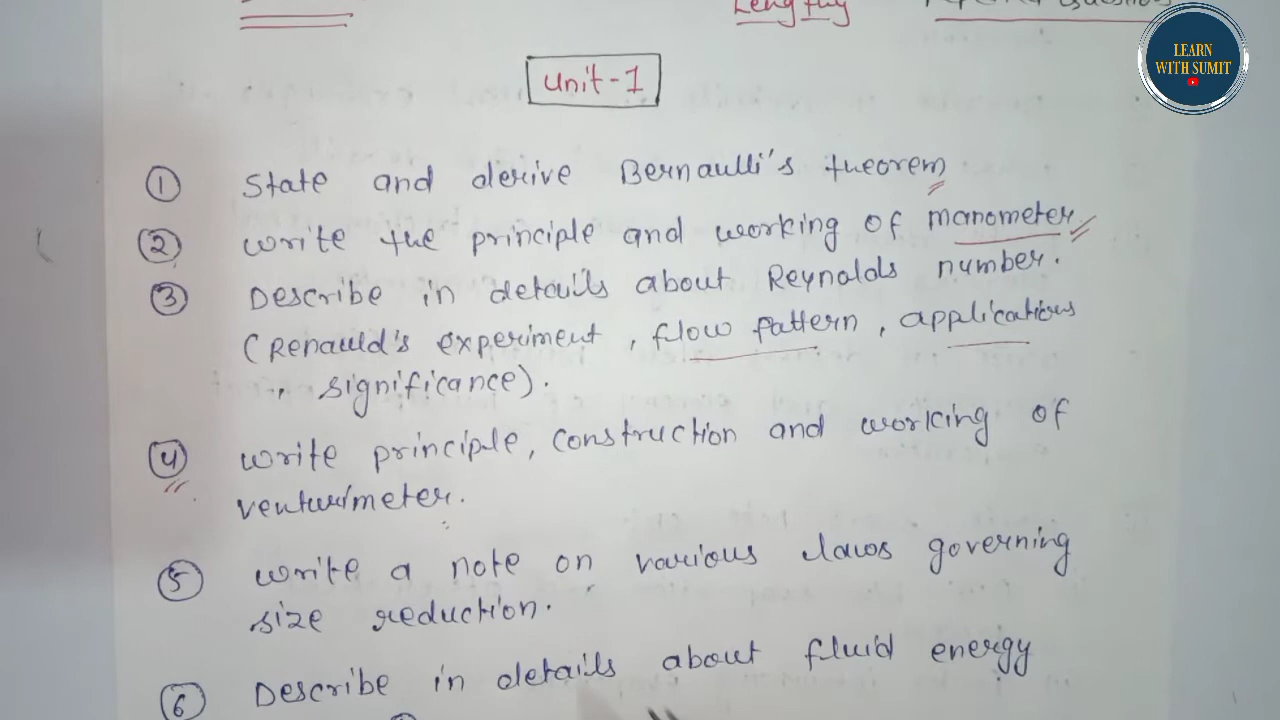 Lengthy
LEARN
WITH SUMIT
Unit-1
① State and derive Bernaulli's theorem
② write the principle and working of manometer
③ Describe in details about Reynolds number.
(Renauld's experiment, flow pattern, applications
, significance).
④ write principle, construction and working of
venturimeter.
⑤ write a note on various laws governing
size reduction.
⑥ Describe in details about fluid energy